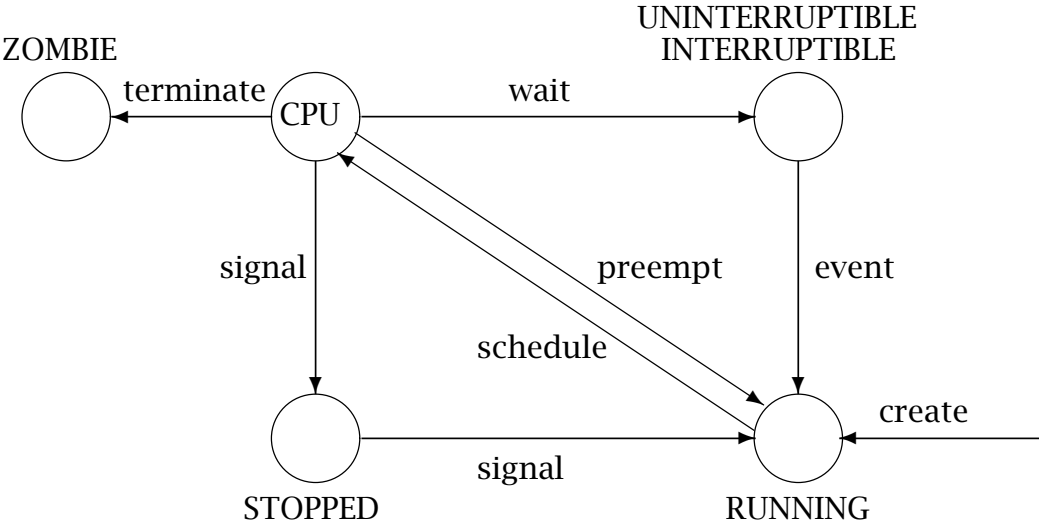 UNINTERRUPTIBLE
INTERRUPTIBLE
ZOMBIE
terminate
CPU
wait
signal
preempt
event
schedule
create
signal
STOPPED
RUNNING